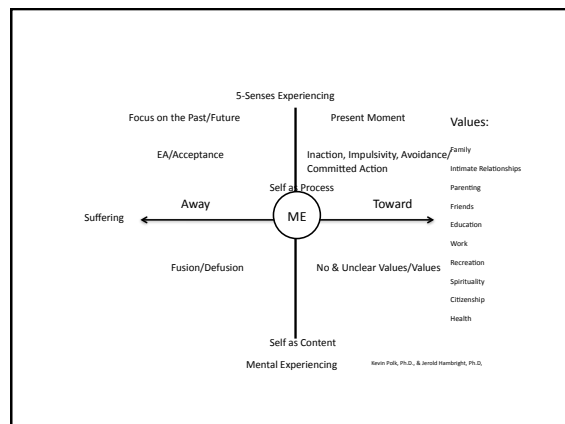 5-Senses Experiencing
Focus on the Past/Future
Present Moment
Values:
EA/Acceptance
Inaction, Impulsivity, Avoidance/
Committed Action
Family
Intimate Relationships
Parenting
Friends
Education
Work
Recreation
Spirituality
Citizenship
Health
Self as Process
Suffering
Away
ME
Toward
Fusion/Defusion
No & Unclear Values/Values
Self as Content
Mental Experiencing
Kevin Polk, Ph.D., & Jerold Hambright, Ph.D,